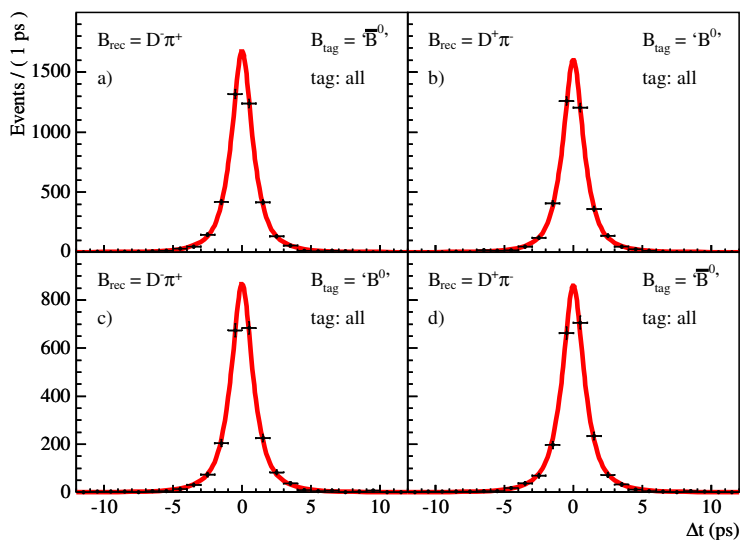 Events / ( 1 ps )
B_rec = D⁻π⁺
B_tag = ‘B̅⁰’
a)
tag: all
B_rec = D⁺π⁻
B_tag = ‘B⁰’
b)
tag: all
1500
1000
500
0
B_rec = D⁻π⁺
B_tag = ‘B⁰’
c)
tag: all
B_rec = D⁺π⁻
B_tag = ‘B̅⁰’
d)
tag: all
800
600
400
200
0
-10 -5 0 5 10
-10 -5 0 5 10
Δt (ps)